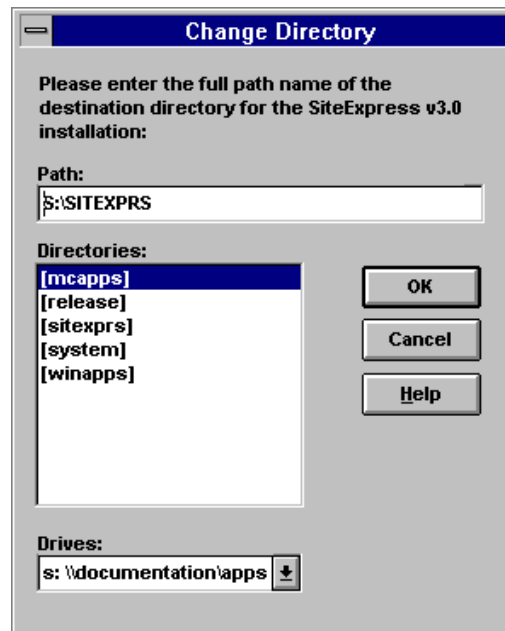 Change Directory
Please enter the full path name of the
destination directory for the SiteExpress v3.0
installation:
Path:
S:\SITEXPRS
Directories:
[mcapps]
[release]
[sitexprs]
[system]
[winapps]
OK
Cancel
Help
Drives:
s: \\documentation\apps